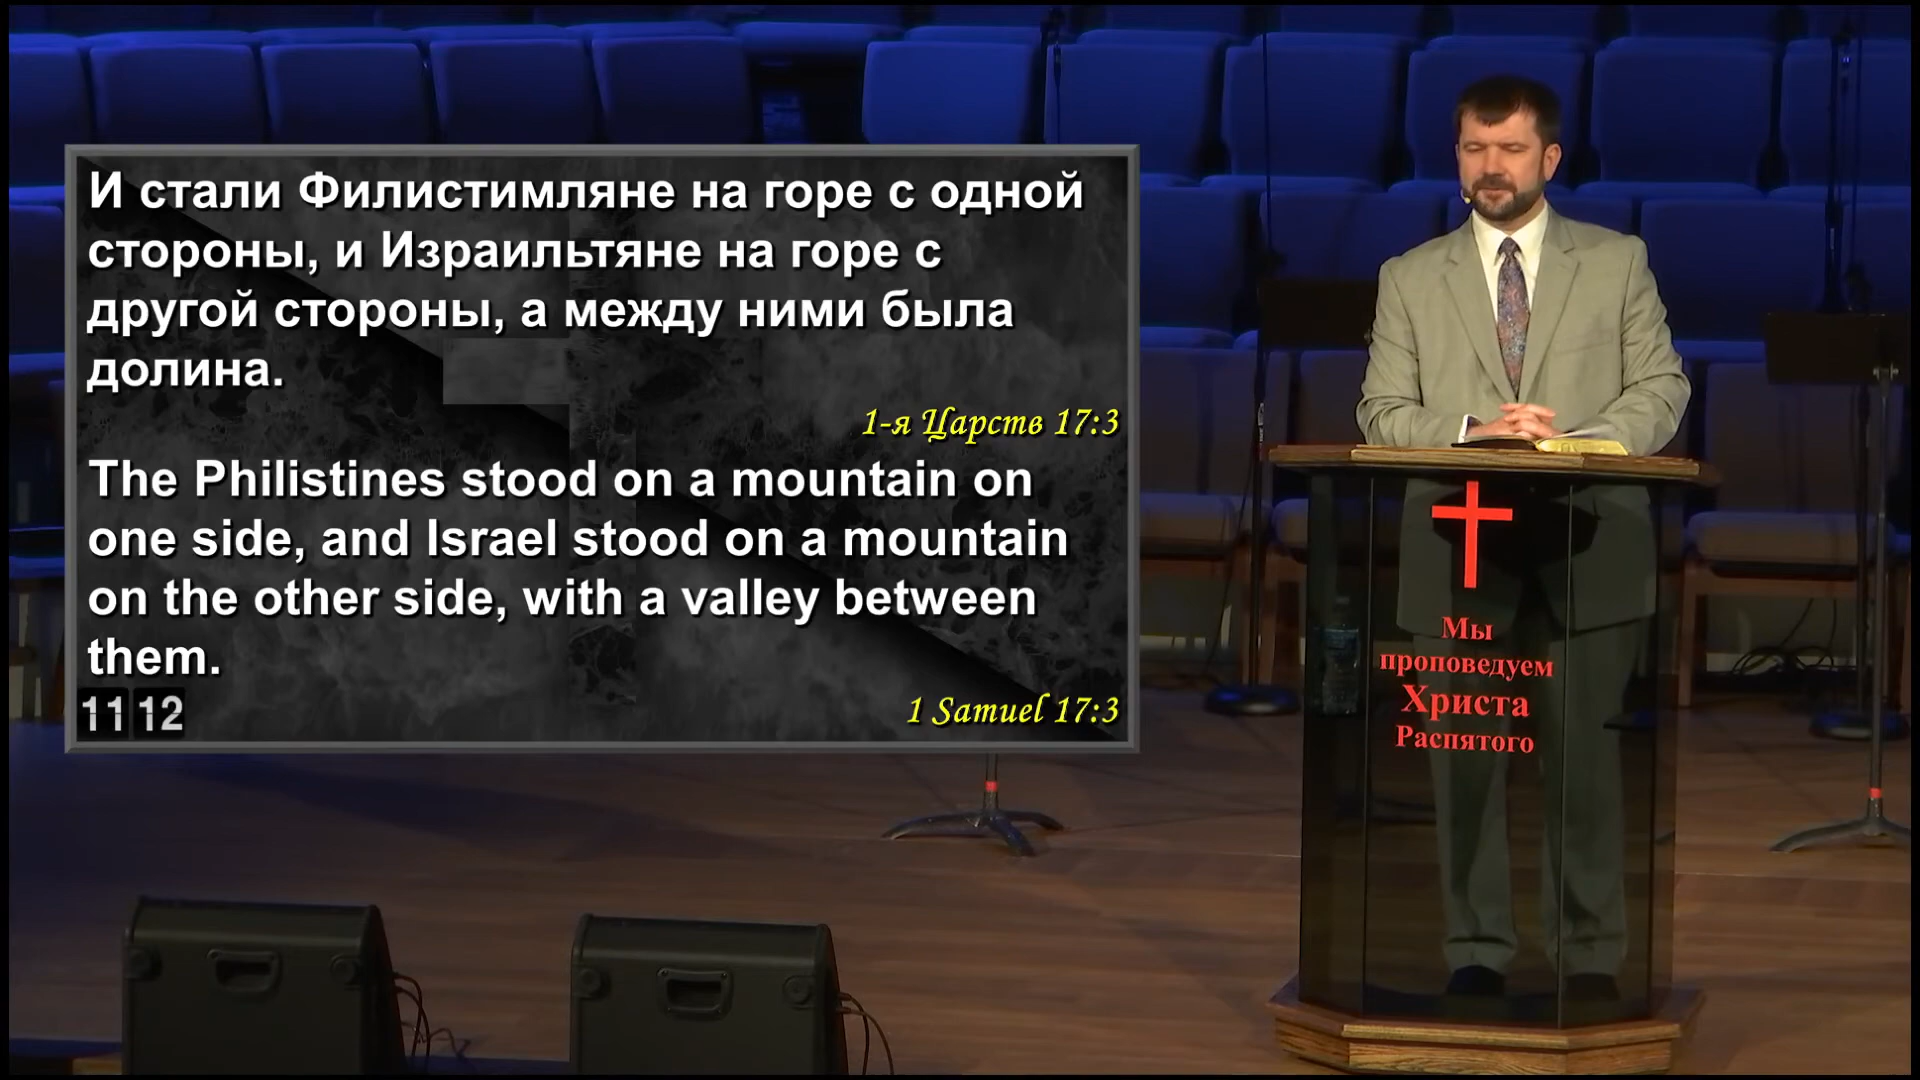 И стали Филистимляне на горе с одной
стороны, и Израильтяне на горе с
другой стороны, а между ними была
долина.
1-я Царств 17:3
The Philistines stood on a mountain on
one side, and Israel stood on a mountain
on the other side, with a valley between
them.
11 12
1 Samuel 17:3
Мы
проповедуем
Христа
Распятого